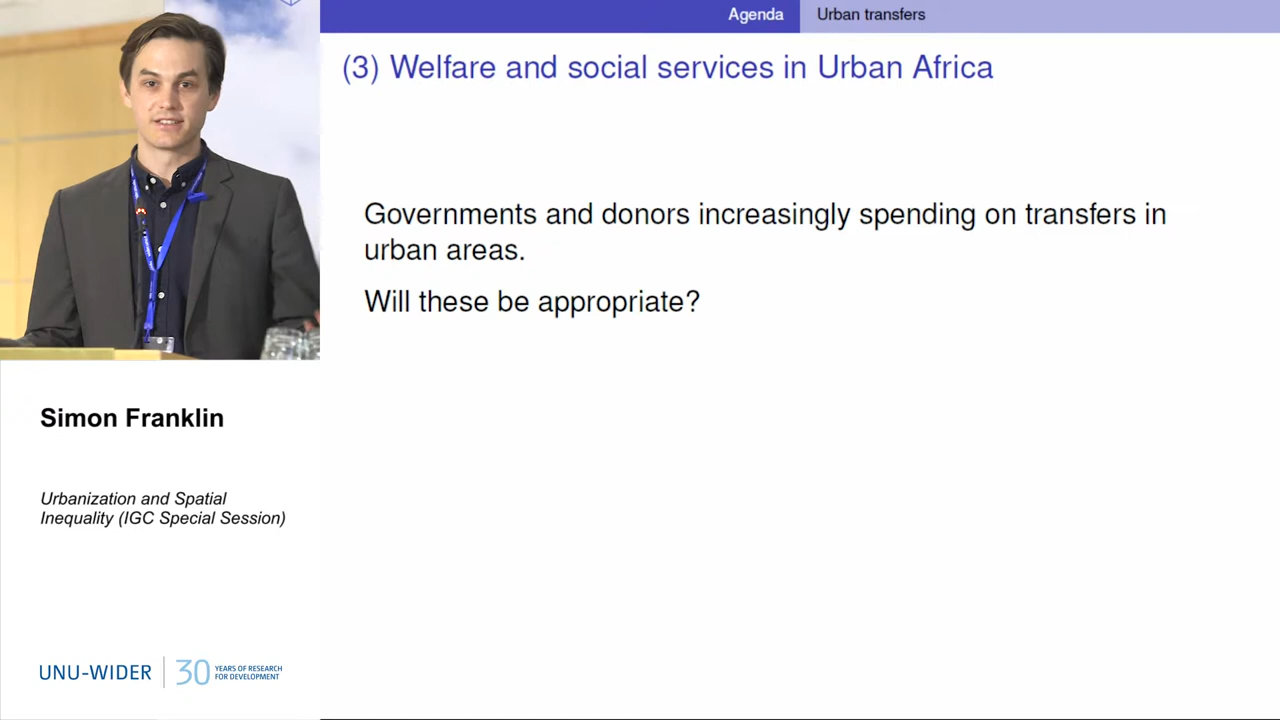 Agenda
Urban transfers
(3) Welfare and social services in Urban Africa
Governments and donors increasingly spending on transfers in
urban areas.
Will these be appropriate?
Simon Franklin
Urbanization and Spatial
Inequality (IGC Special Session)
UNU-WIDER
30
YEARS OF RESEARCH
FOR DEVELOPMENT